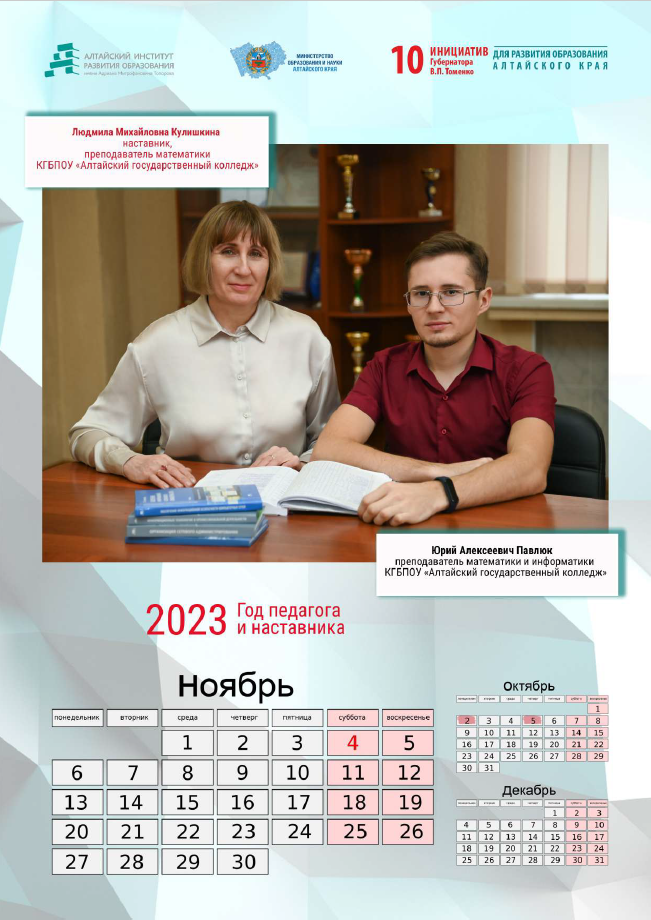 АЛТАЙСКИЙ ИНСТИТУТ
РАЗВИТИЯ ОБРАЗОВАНИЯ
имени Адриана Митрофановича Топорова
МИНИСТЕРСТВО
ОБРАЗОВАНИЯ И НАУКИ
АЛТАЙСКОГО КРАЯ
10 ИНИЦИАТИВ
Губернатора
В.П. Томенко
ДЛЯ РАЗВИТИЯ ОБРАЗОВАНИЯ
АЛТАЙСКОГО КРАЯ
Людмила Михайловна Кулишкина
наставник,
преподаватель математики
КГБПОУ «Алтайский государственный колледж»
Юрий Алексеевич Павлюк
преподаватель математики и информатики
КГБПОУ «Алтайский государственный колледж»
2023 Год педагога
и наставника
Ноябрь
понедельник вторник среда четверг пятница суббота воскресенье
1 2 3 4 5
6 7 8 9 10 11 12
13 14 15 16 17 18 19
20 21 22 23 24 25 26
27 28 29 30
Октябрь
понедельник вторник среда четверг пятница суббота воскресенье
1
2 3 4 5 6 7 8
9 10 11 12 13 14 15
16 17 18 19 20 21 22
23 24 25 26 27 28 29
30 31
Декабрь
понедельник вторник среда четверг пятница суббота воскресенье
1 2 3
4 5 6 7 8 9 10
11 12 13 14 15 16 17
18 19 20 21 22 23 24
25 26 27 28 29 30 31